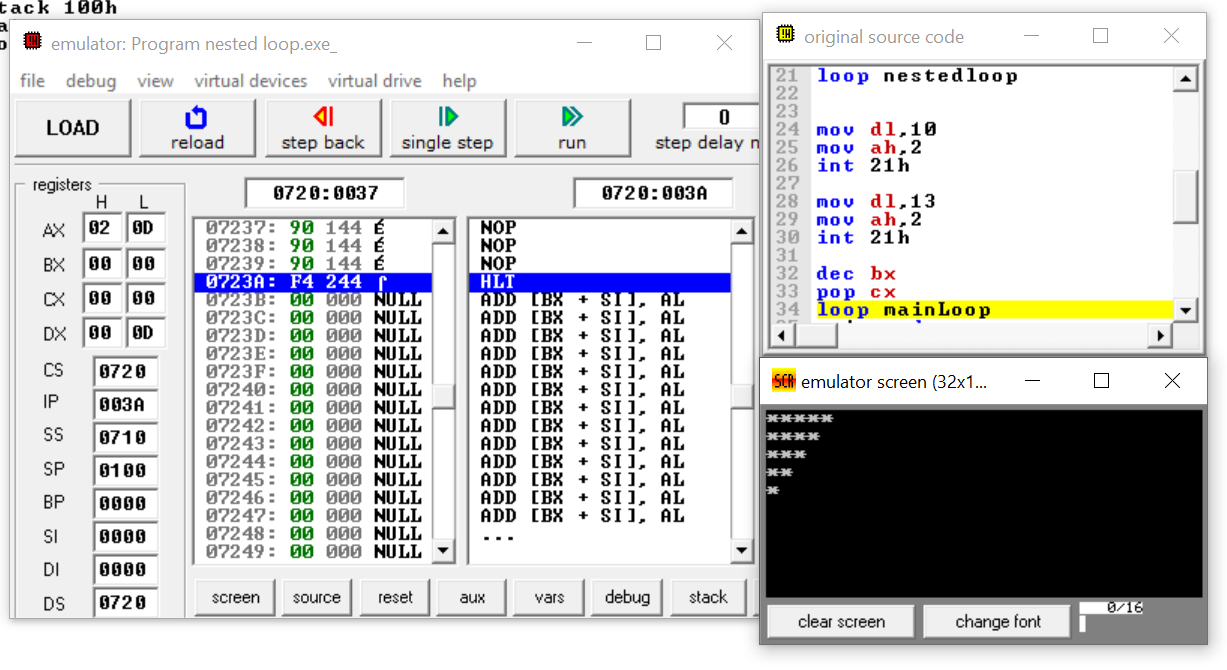 tack 100h
a
o
emulator: Program nested loop.exe_
file debug view virtual devices virtual drive help
LOAD
reload
step back
single step
run
0
step delay m
registers
H L
AX 02 0D
BX 00 00
CX 00 00
DX 00 0D
CS 0720
IP 003A
SS 0710
SP 0100
BP 0000
SI 0000
DI 0000
DS 0720
0720:0037
0720:003A
07237: 90 144 É
07238: 90 144 É
07239: 90 144 É
0723A: F4 244 ⌠
0723B: 00 000 NULL
0723C: 00 000 NULL
0723D: 00 000 NULL
0723E: 00 000 NULL
0723F: 00 000 NULL
07240: 00 000 NULL
07241: 00 000 NULL
07242: 00 000 NULL
07243: 00 000 NULL
07244: 00 000 NULL
07245: 00 000 NULL
07246: 00 000 NULL
07247: 00 000 NULL
07248: 00 000 NULL
07249: 00 000 NULL
NOP
NOP
NOP
HLT
ADD [BX + SI], AL
ADD [BX + SI], AL
ADD [BX + SI], AL
ADD [BX + SI], AL
ADD [BX + SI], AL
ADD [BX + SI], AL
ADD [BX + SI], AL
ADD [BX + SI], AL
ADD [BX + SI], AL
ADD [BX + SI], AL
ADD [BX + SI], AL
ADD [BX + SI], AL
ADD [BX + SI], AL
...
screen source reset aux vars debug stack
original source code
21 loop nestedloop
22
23
24 mov dl,10
25 mov ah,2
26 int 21h
27
28 mov dl,13
29 mov ah,2
30 int 21h
31
32 dec bx
33 pop cx
34 loop mainLoop
SCR emulator screen (32x1...
*****
****
***
**
*
clear screen
change font
0/16